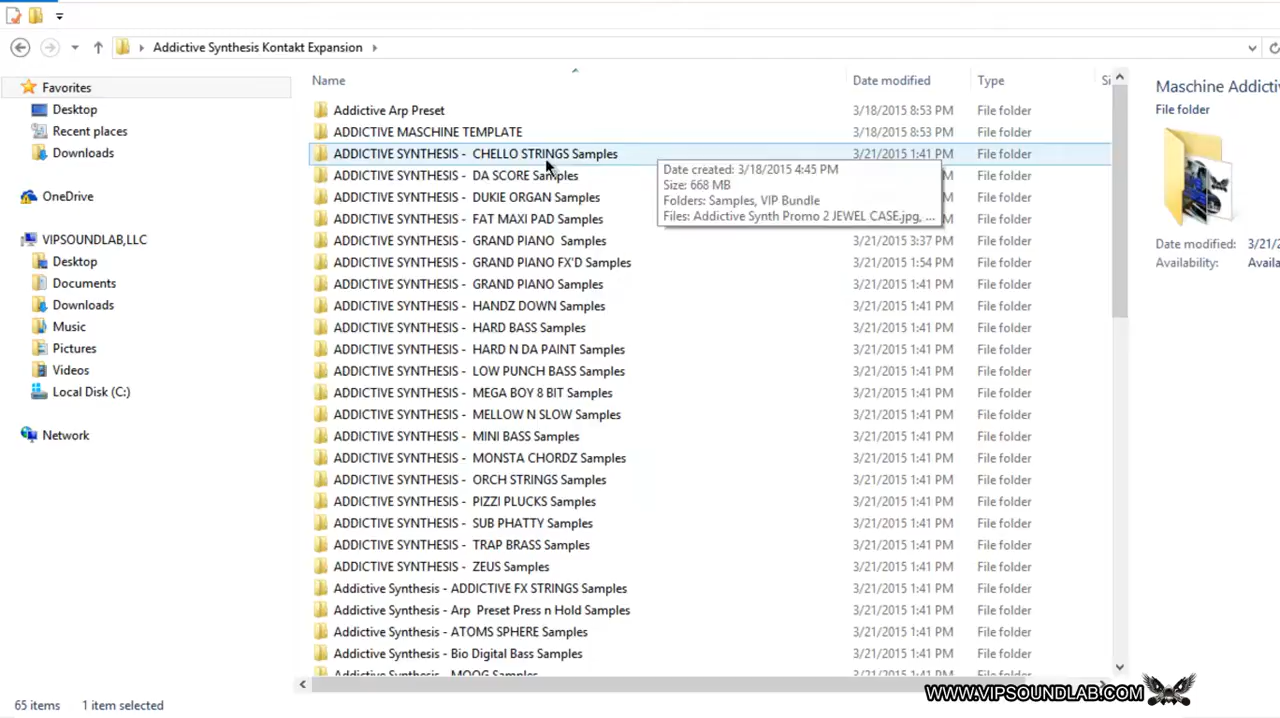 Addictive Synthesis Kontakt Expansion
Name
Date modified
Type
Si
Favorites
Desktop
Recent places
Downloads
OneDrive
VIPSOUNDLAB,LLC
Desktop
Documents
Downloads
Music
Pictures
Videos
Local Disk (C:)
Network
Addictive Arp Preset 3/18/2015 8:53 PM File folder
ADDICTIVE MASCHINE TEMPLATE 3/18/2015 8:53 PM File folder
ADDICTIVE SYNTHESIS - CHELLO STRINGS Samples 3/21/2015 1:41 PM File folder
ADDICTIVE SYNTHESIS - DA SCORE Samples PM File folder
ADDICTIVE SYNTHESIS - DUKIE ORGAN Samples PM File folder
ADDICTIVE SYNTHESIS - FAT MAXI PAD Samples PM File folder
ADDICTIVE SYNTHESIS - GRAND PIANO Samples 3/21/2015 3:37 PM File folder
ADDICTIVE SYNTHESIS - GRAND PIANO FX'D Samples 3/21/2015 1:54 PM File folder
ADDICTIVE SYNTHESIS - GRAND PIANO Samples 3/21/2015 1:41 PM File folder
ADDICTIVE SYNTHESIS - HANDZ DOWN Samples 3/21/2015 1:41 PM File folder
ADDICTIVE SYNTHESIS - HARD BASS Samples 3/21/2015 1:41 PM File folder
ADDICTIVE SYNTHESIS - HARD N DA PAINT Samples 3/21/2015 1:41 PM File folder
ADDICTIVE SYNTHESIS - LOW PUNCH BASS Samples 3/21/2015 1:41 PM File folder
ADDICTIVE SYNTHESIS - MEGA BOY 8 BIT Samples 3/21/2015 1:41 PM File folder
ADDICTIVE SYNTHESIS - MELLOW N SLOW Samples 3/21/2015 1:41 PM File folder
ADDICTIVE SYNTHESIS - MINI BASS Samples 3/21/2015 1:41 PM File folder
ADDICTIVE SYNTHESIS - MONSTA CHORDZ Samples 3/21/2015 1:41 PM File folder
ADDICTIVE SYNTHESIS - ORCH STRINGS Samples 3/21/2015 1:41 PM File folder
ADDICTIVE SYNTHESIS - PIZZI PLUCKS Samples 3/21/2015 1:41 PM File folder
ADDICTIVE SYNTHESIS - SUB PHATTY Samples 3/21/2015 1:41 PM File folder
ADDICTIVE SYNTHESIS - TRAP BRASS Samples 3/21/2015 1:41 PM File folder
ADDICTIVE SYNTHESIS - ZEUS Samples 3/21/2015 1:41 PM File folder
Addictive Synthesis - ADDICTIVE FX STRINGS Samples 3/21/2015 1:41 PM File folder
Addictive Synthesis - Arp Preset Press n Hold Samples 3/21/2015 1:41 PM File folder
Addictive Synthesis - ATOMS SPHERE Samples 3/21/2015 1:41 PM File folder
Addictive Synthesis - Bio Digital Bass Samples 3/21/2015 1:41 PM File folder
Addictive Synthesis - MOOG Samples
Date created: 3/18/2015 4:45 PM
Size: 668 MB
Folders: Samples, VIP Bundle
Files: Addictive Synth Promo 2 JEWEL CASE.jpg, ...
Maschine Addictiv
File folder
Date modified: 3/21/2
Availability: Availa
65 items 1 item selected
WWW.VIPSOUNDLAB.COM